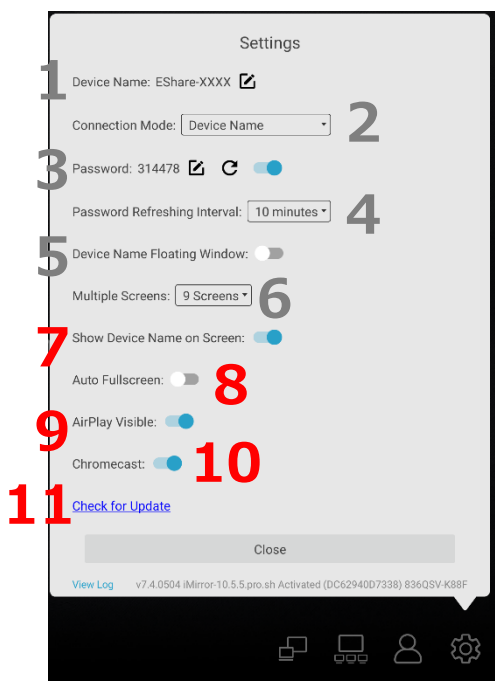 Settings
1 Device Name: EShare-XXXX
Connection Mode: Device Name 2
3 Password: 314478
Password Refreshing Interval: 10 minutes 4
5 Device Name Floating Window:
Multiple Screens: 9 Screens 6
7 Show Device Name on Screen:
Auto Fullscreen: 8
9 AirPlay Visible:
Chromecast: 10
11 Check for Update
Close
View Log v7.4.0504 iMirror-10.5.5.pro.sh Activated (DC62940D7338) 836QSV-K88F